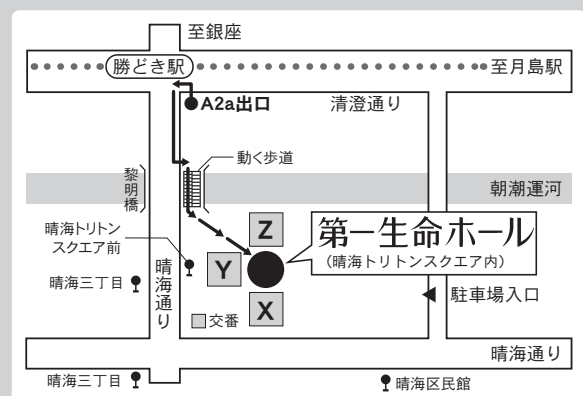 至銀座
勝どき駅
至月島駅
A2a出口
清澄通り
動く歩道
黎明橋
朝潮運河
晴海トリトン
スクエア前
Z
第一生命ホール
(晴海トリトンスクエア内)
Y
晴海三丁目
晴海通り
X
駐車場入口
交番
晴海通り
晴海三丁目
晴海区民館